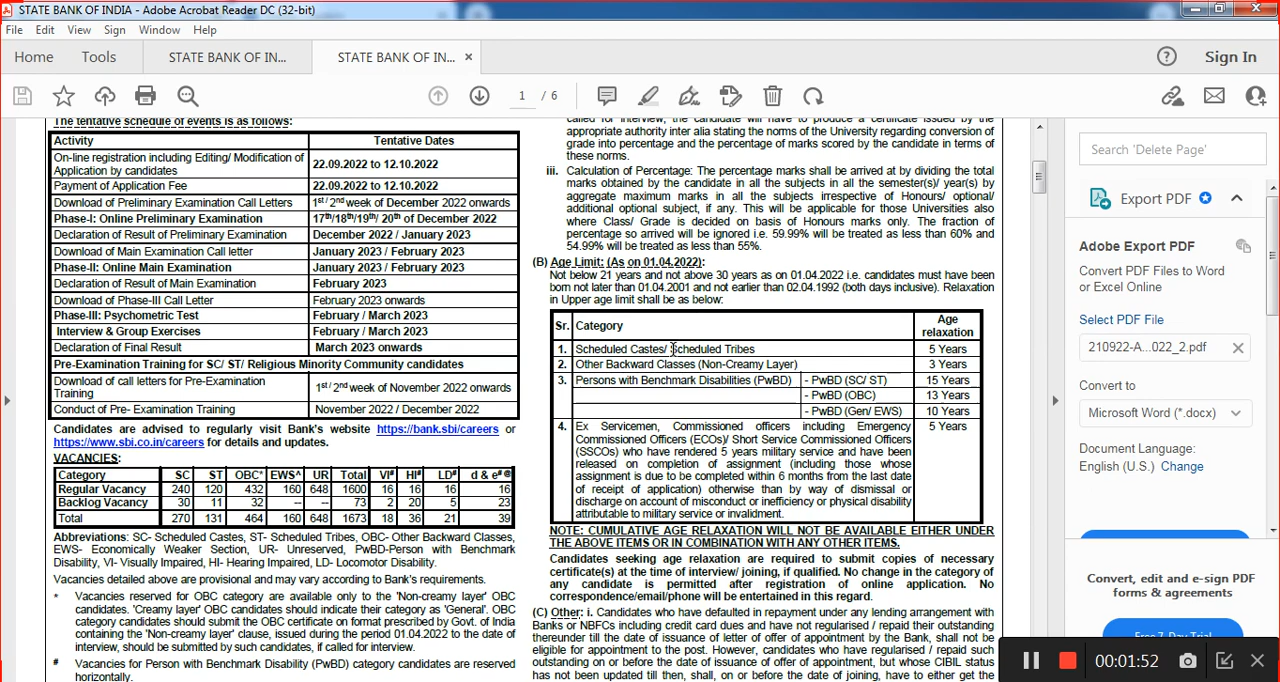 STATE BANK OF INDIA - Adobe Acrobat Reader DC (32-bit)
File Edit View Sign Window Help
Home Tools STATE BANK OF IN... STATE BANK OF IN... × Sign In
1 / 6
The tentative schedule of events is as follows:
Activity Tentative Dates
On-line registration including Editing/ Modification of
Application by candidates 22.09.2022 to 12.10.2022
Payment of Application Fee 22.09.2022 to 12.10.2022
Download of Preliminary Examination Call Letters 1st / 2nd week of December 2022 onwards
Phase-I: Online Preliminary Examination 17th/18th/19th/ 20th of December 2022
Declaration of Result of Preliminary Examination December 2022 / January 2023
Download of Main Examination Call letter January 2023 / February 2023
Phase-II: Online Main Examination January 2023 / February 2023
Declaration of Result of Main Examination February 2023
Download of Phase-III Call Letter February 2023 onwards
Phase-III: Psychometric Test February / March 2023
Interview & Group Exercises February / March 2023
Declaration of Final Result March 2023 onwards
Pre-Examination Training for SC/ ST/ Religious Minority Community candidates
Download of call letters for Pre-Examination
Training 1st / 2nd week of November 2022 onwards
Conduct of Pre- Examination Training November 2022 / December 2022
Candidates are advised to regularly visit Bank's website https://bank.sbi/careers or
https://www.sbi.co.in/careers for details and updates.
VACANCIES:
Category SC ST OBC* EWS^ UR Total VI# HI# LD# d & e# @
Regular Vacancy 240 120 432 160 648 1600 16 16 16 16
Backlog Vacancy 30 11 32 -- -- 73 2 20 5 23
Total 270 131 464 160 648 1673 18 36 21 39
Abbreviations: SC- Scheduled Castes, ST- Scheduled Tribes, OBC- Other Backward Classes,
EWS- Economically Weaker Section, UR- Unreserved, PwBD-Person with Benchmark
Disability, VI- Visually Impaired, HI- Hearing Impaired, LD- Locomotor Disability.
Vacancies detailed above are provisional and may vary according to Bank's requirements.
* Vacancies reserved for OBC category are available only to the 'Non-creamy layer' OBC
candidates. 'Creamy layer' OBC candidates should indicate their category as 'General'. OBC
category candidates should submit the OBC certificate on format prescribed by Govt. of India
containing the 'Non-creamy layer' clause, issued during the period 01.04.2022 to the date of
interview, should be submitted by such candidates, if called for interview.
# Vacancies for Person with Benchmark Disability (PwBD) category candidates are reserved
horizontally.
called for interview, the candidate will have to produce a certificate issued by the
appropriate authority inter alia stating the norms of the University regarding conversion of
grade into percentage and the percentage of marks scored by the candidate in terms of
these norms.
iii. Calculation of Percentage: The percentage marks shall be arrived at by dividing the total
marks obtained by the candidate in all the subjects in all the semester(s)/ year(s) by
aggregate maximum marks in all the subjects irrespective of Honours/ optional/
additional optional subject, if any. This will be applicable for those Universities also
where Class/ Grade is decided on basis of Honours marks only. The fraction of
percentage so arrived will be ignored i.e. 59.99% will be treated as less than 60% and
54.99% will be treated as less than 55%.
(B) Age Limit: (As on 01.04.2022):
Not below 21 years and not above 30 years as on 01.04.2022 i.e. candidates must have been
born not later than 01.04.2001 and not earlier than 02.04.1992 (both days inclusive). Relaxation
in Upper age limit shall be as below:
Sr. Category Age relaxation
1. Scheduled Castes/ Scheduled Tribes 5 Years
2. Other Backward Classes (Non-Creamy Layer) 3 Years
3. Persons with Benchmark Disabilities (PwBD) - PwBD (SC/ ST) 15 Years
- PwBD (OBC) 13 Years
- PwBD (Gen/ EWS) 10 Years
4. Ex Servicemen, Commissioned officers including Emergency 5 Years
Commissioned Officers (ECOs)/ Short Service Commissioned Officers
(SSCOs) who have rendered 5 years military service and have been
released on completion of assignment (including those whose
assignment is due to be completed within 6 months from the last date
of receipt of application) otherwise than by way of dismissal or
discharge on account of misconduct or inefficiency or physical disability
attributable to military service or invalidment.
NOTE: CUMULATIVE AGE RELAXATION WILL NOT BE AVAILABLE EITHER UNDER
THE ABOVE ITEMS OR IN COMBINATION WITH ANY OTHER ITEMS.
Candidates seeking age relaxation are required to submit copies of necessary
certificate(s) at the time of interview/ joining, if qualified. No change in the category of
any candidate is permitted after registration of online application. No
correspondence/email/phone will be entertained in this regard.
(C) Other: i. Candidates who have defaulted in repayment under any lending arrangement with
Banks or NBFCs including credit card dues and have not regularised / repaid their outstanding
thereunder till the date of issuance of letter of offer of appointment by the Bank, shall not be
eligible for appointment to the post. However, candidates who have regularised / repaid such
outstanding on or before the date of issuance of offer of appointment, but whose CIBIL status
has not been updated till then, shall, on or before the date of joining, have to either get the
Search 'Delete Page'
Export PDF
Adobe Export PDF
Convert PDF Files to Word
or Excel Online
Select PDF File
210922-A...022_2.pdf
Convert to
Microsoft Word (*.docx)
Document Language:
English (U.S.) Change
Convert, edit and e-sign PDF
forms & agreements
Free 7-Day Trial
00:01:52